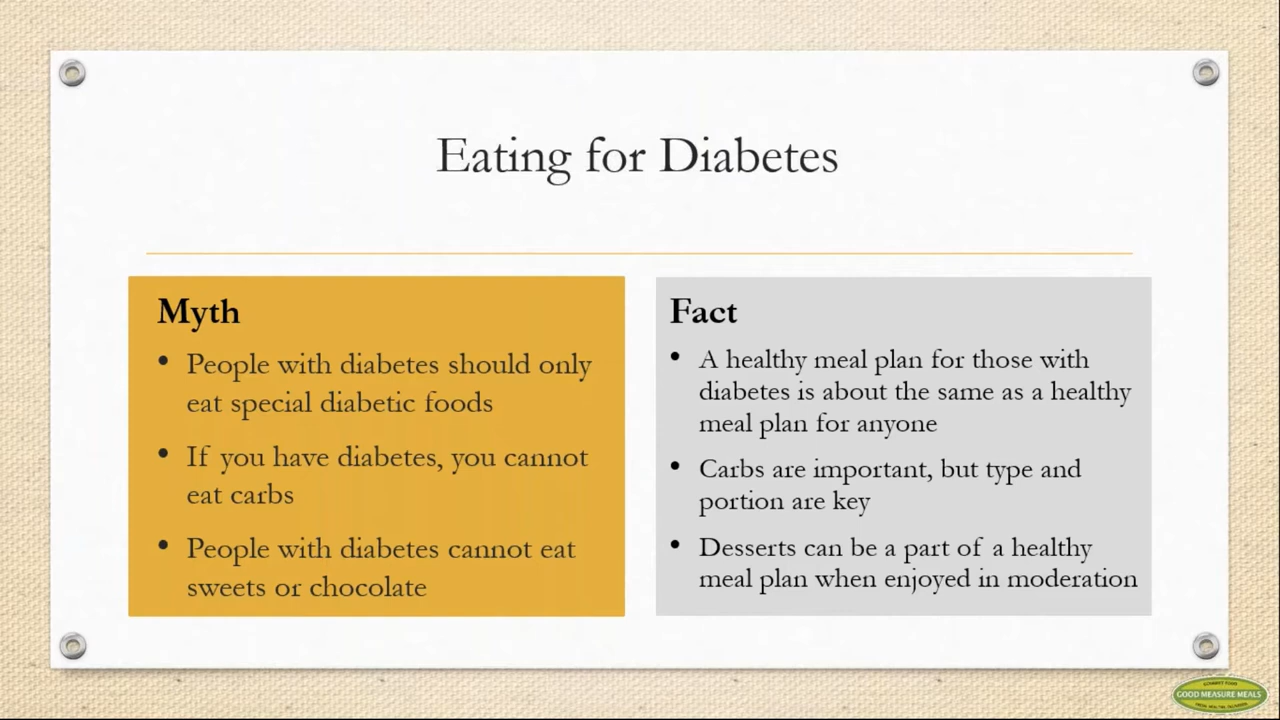 Eating for Diabetes
Myth
• People with diabetes should only
eat special diabetic foods
• If you have diabetes, you cannot
eat carbs
• People with diabetes cannot eat
sweets or chocolate
Fact
• A healthy meal plan for those with
diabetes is about the same as a healthy
meal plan for anyone
• Carbs are important, but type and
portion are key
• Desserts can be a part of a healthy
meal plan when enjoyed in moderation
GOOD MEASURE MEALS